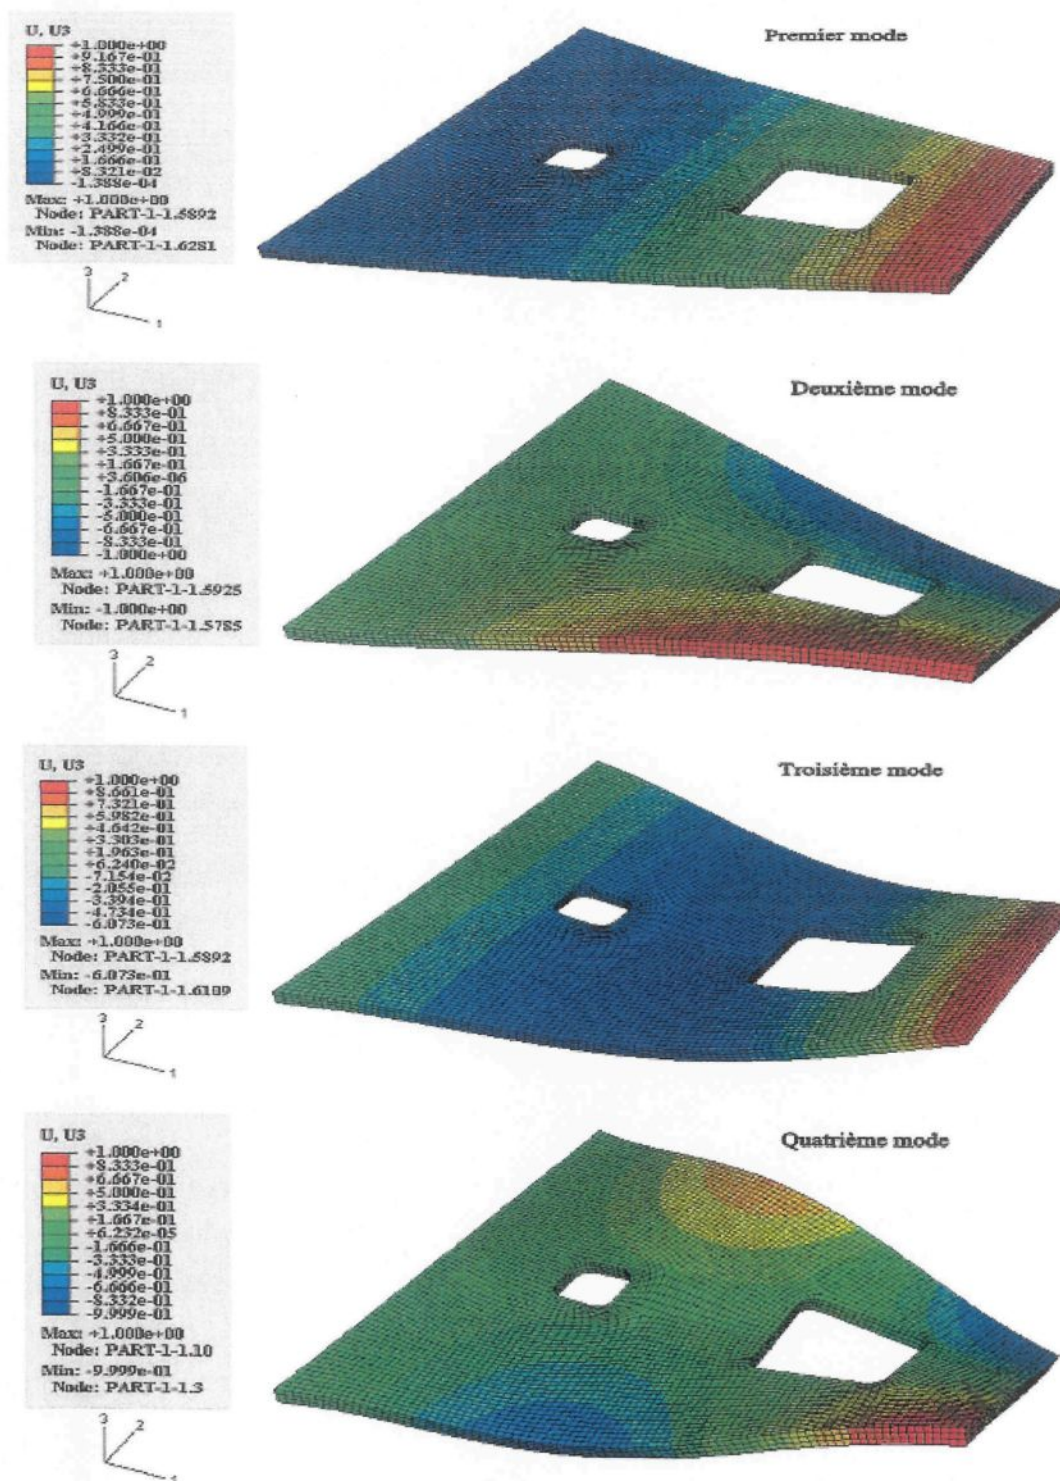 U, U3
+1.000e+00
+9.167e-01
+8.333e-01
+7.500e-01
+6.666e-01
+5.833e-01
+4.999e-01
+4.166e-01
+3.332e-01
+2.499e-01
+1.666e-01
+8.321e-02
-1.388e-04
Max: +1.000e+00
Node: PART-1-1.5892
Min: -1.388e-04
Node: PART-1-1.6281
Premier mode
3
2
1
U, U3
+1.000e+00
+8.333e-01
+6.667e-01
+5.000e-01
+3.333e-01
+1.667e-01
+3.606e-06
-1.667e-01
-3.333e-01
-5.000e-01
-6.667e-01
-8.333e-01
-1.000e+00
Max: +1.000e+00
Node: PART-1-1.5925
Min: -1.000e+00
Node: PART-1-1.5785
Deuxième mode
3
2
1
U, U3
+1.000e+00
+8.661e-01
+7.321e-01
+5.982e-01
+4.642e-01
+3.303e-01
+1.963e-01
+6.240e-02
-7.154e-02
-2.055e-01
-3.394e-01
-4.734e-01
-6.073e-01
Max: +1.000e+00
Node: PART-1-1.5892
Min: -6.073e-01
Node: PART-1-1.6109
Troisième mode
3
2
1
U, U3
+1.000e+00
+8.333e-01
+6.667e-01
+5.000e-01
+3.334e-01
+1.667e-01
+6.232e-05
-1.666e-01
-3.333e-01
-4.999e-01
-6.666e-01
-8.332e-01
-9.999e-01
Max: +1.000e+00
Node: PART-1-1.10
Min: -9.999e-01
Node: PART-1-1.3
Quatrième mode
3
2